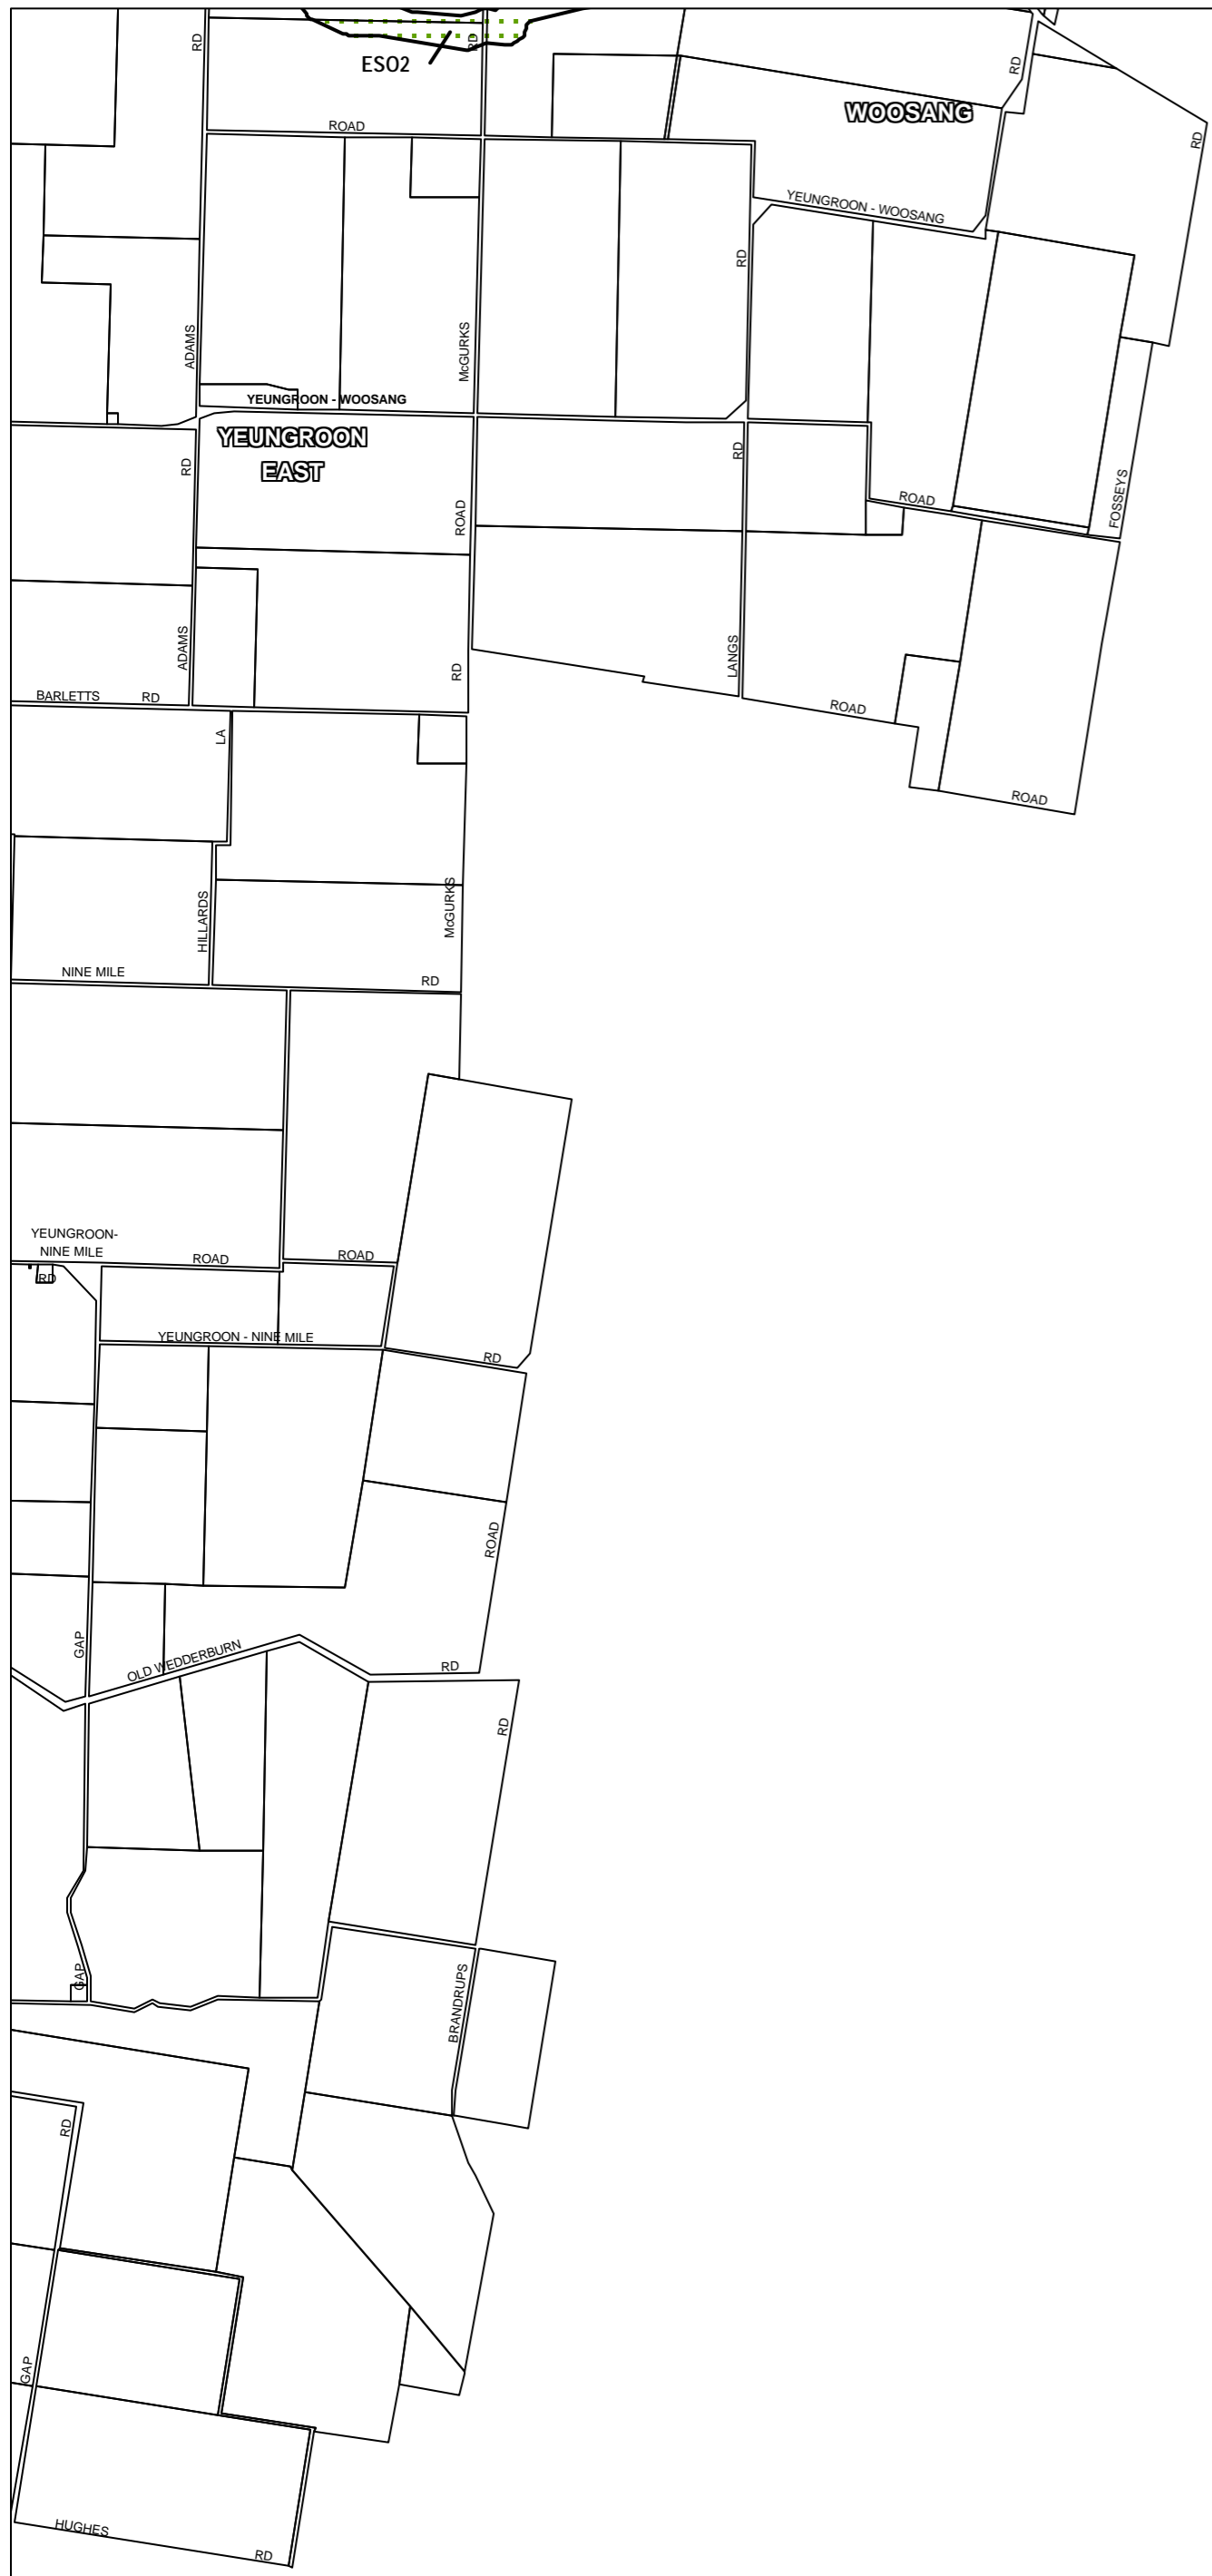 RD
RD
ESO2
RD
WOOSANG
ROAD
RD
YEUNGROON - WOOSANG
RD
ADAMS
McGURKS
YEUNGROON - WOOSANG
YEUNGROON
EAST
RD
RD
ROAD
ROAD
FOSSEYS
ADAMS
RD
LANGS
BARLETTS RD
ROAD
LA
ROAD
HILLARDS
McGURKS
NINE MILE
RD
YEUNGROON-
NINE MILE
ROAD
ROAD
RD
YEUNGROON - NINE MILE
RD
ROAD
GAP
OLD WEDDERBURN
RD
RD
GAP
BRANDRUPS
RD
GAP
HUGHES
RD